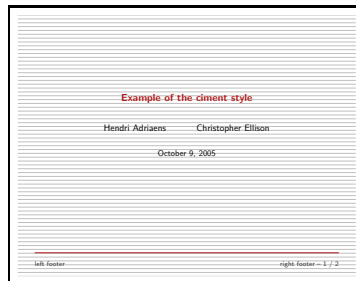 Example of the ciment style
Hendri Adriaens Christopher Ellison
October 9, 2005
left footer right footer – 1 / 2